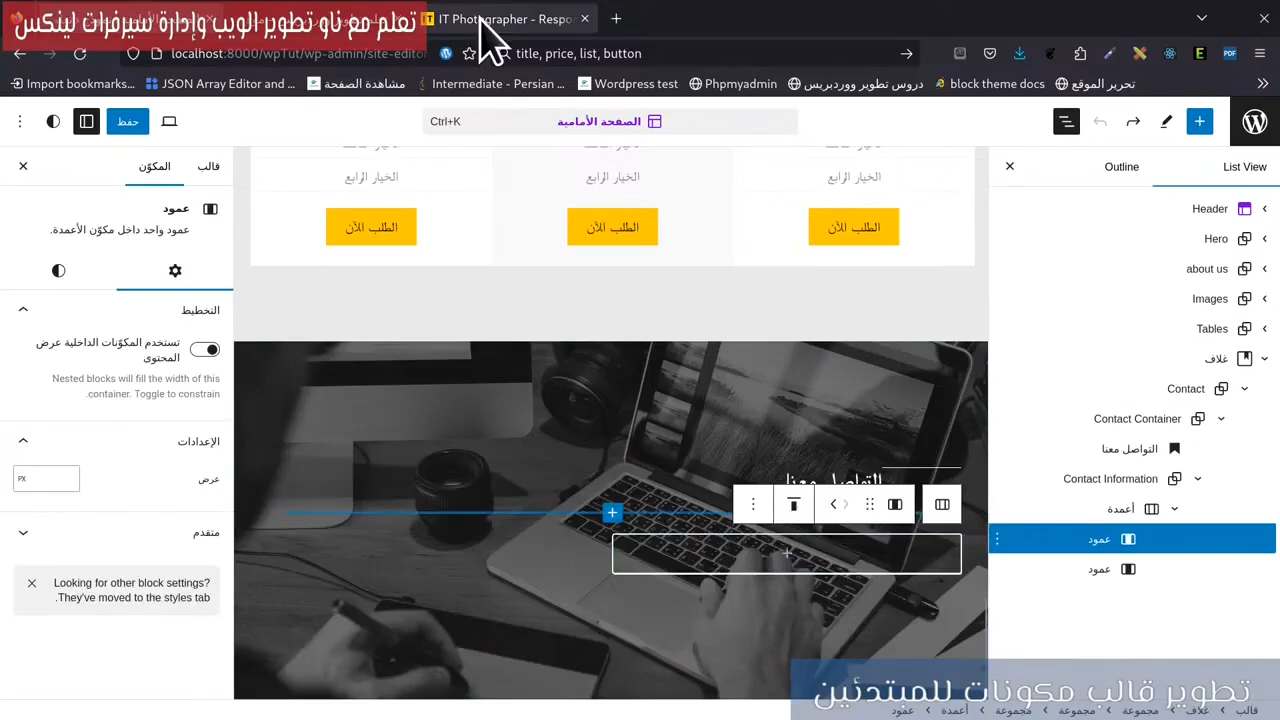 تعلم مع ناو تطوير الويب وإدارة سيرفرات لينكس
IT Photographer - Respo
localhost:8000/wpTut/wp-admin/site-editor
title, price, list, button
Import bookmarks...
JSON Array Editor and ...
مشاهدة الصفحة
Intermediate - Persian ...
Wordpress test
Phpmyadmin
دروس تطوير ووردبريس
block theme demos
تحرير الموقع
حفظ
Ctrl+K
الصفحة الأمامية
قالب
المكوّن
عمود
عمود واحد داخل مكوّن الأعمدة.
التخطيط
تستخدم المكوّنات الداخلية عرض
المحتوى
Nested blocks will fill the width of this
container. Toggle to constrain.
الإعدادات
عرض
PX
متقدم
Looking for other block settings?
They've moved to the styles tab.
الخيار الرابع
الخيار الرابع
الخيار الرابع
الطلب الآن
الطلب الآن
الطلب الآن
التواصل معنا
Outline
List View
Header
Hero
about us
Images
Tables
غلاف
Contact
Contact Container
التواصل معنا
Contact Information
أعمدة
عمود
عمود
تطوير قالب مكونات للمبتدئين
قالب
غلاف
مجموعة
مجموعة
مجموعة
أعمدة
عمود